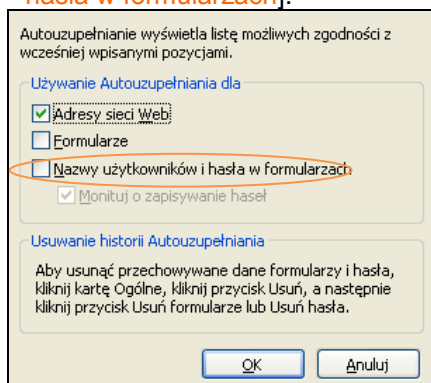 hasła w formularzach].
Autouzupełnianie wyświetla listę możliwych zgodności z
wcześniej wpisanymi pozycjami.
Używanie Autouzupełniania dla
Adresy sieci Web
Formularze
Nazwy użytkowników i hasła w formularzach
Monituj o zapisywanie haseł
Usuwanie historii Autouzupełniania
Aby usunąć przechowywane dane formularzy i hasła,
kliknij kartę Ogólne, kliknij przycisk Usuń, a następnie
kliknij przycisk Usuń formularze lub Usuń hasła.
OK
Anuluj